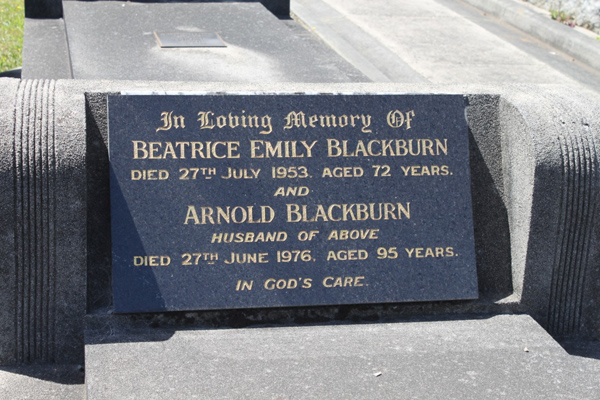 In Loving Memory Of
BEATRICE EMILY BLACKBURN
DIED 27TH JULY 1953. AGED 72 YEARS.
AND
ARNOLD BLACKBURN
HUSBAND OF ABOVE
DIED 27TH JUNE 1976. AGED 95 YEARS.
IN GOD'S CARE.